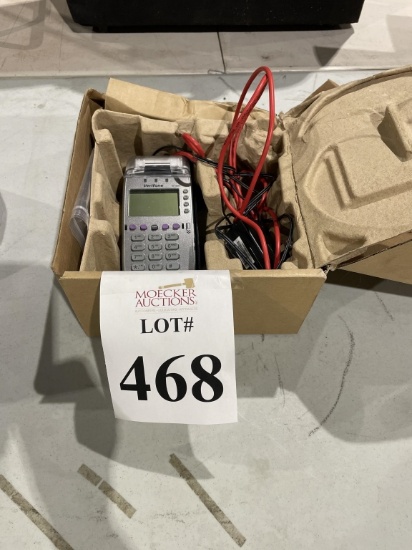 VeriFone
MOECKER
AUCTIONS
LOT#
468